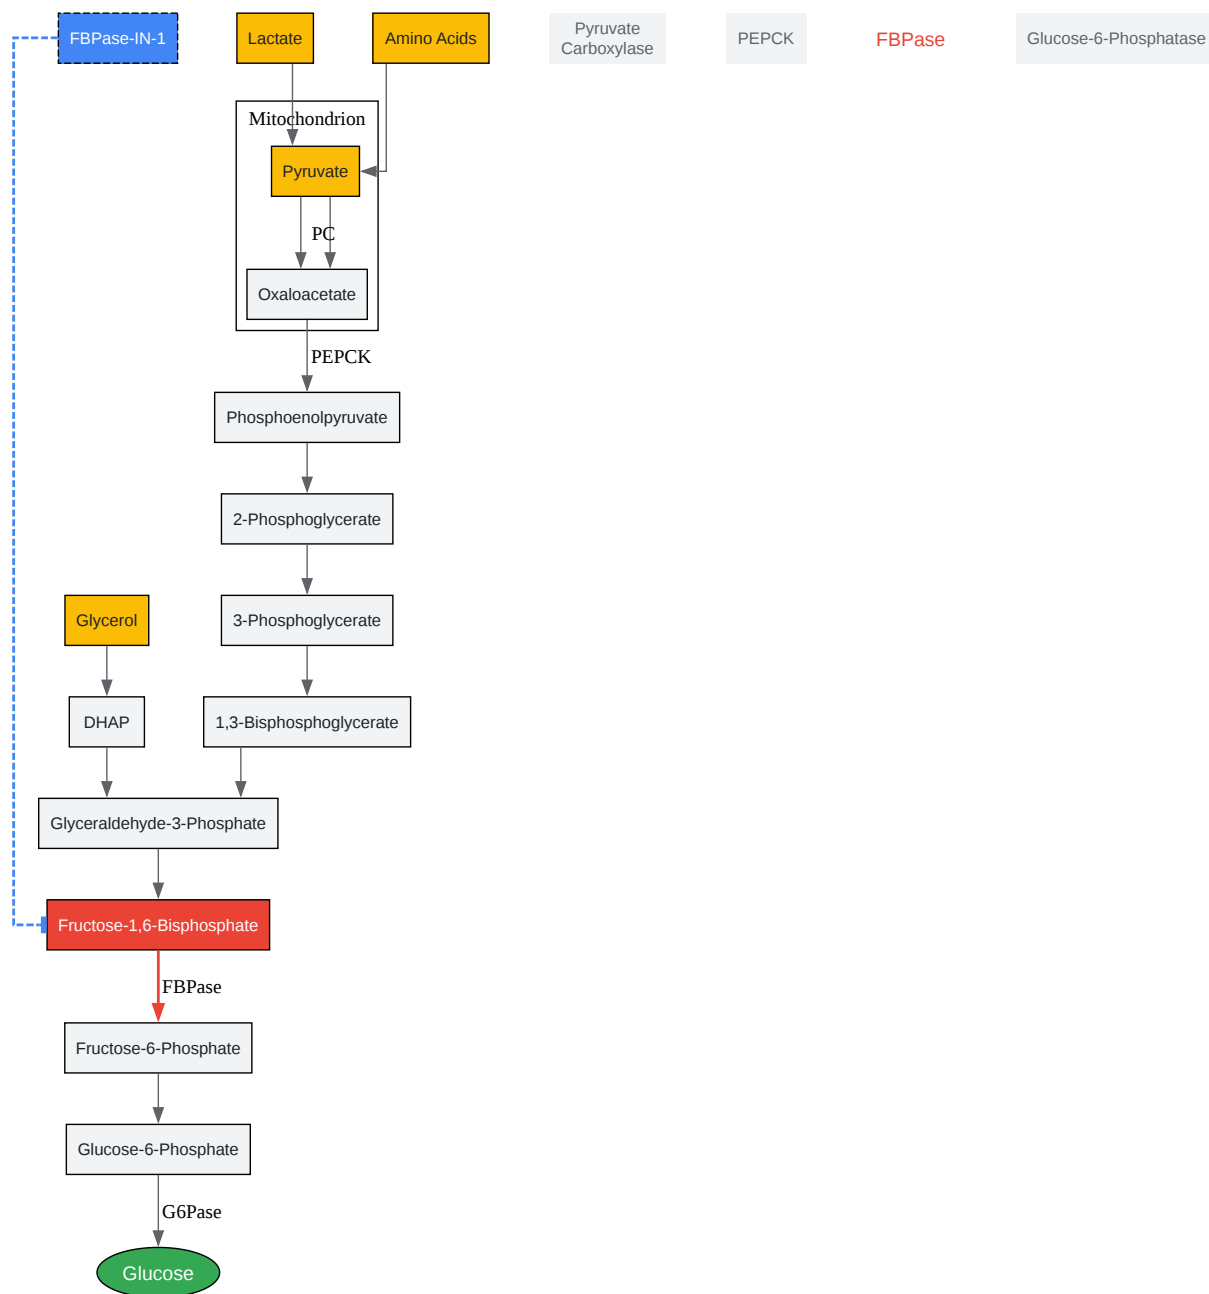 FBPase-IN-1
Lactate
Amino Acids
Pyruvate
Carboxylase
PEPCK
FBPase
Glucose-6-Phosphatase
Mitochondrion
Pyruvate
PC
Oxaloacetate
PEPCK
Phosphoenolpyruvate
2-Phosphoglycerate
Glycerol
3-Phosphoglycerate
DHAP
1,3-Bisphosphoglycerate
Glyceraldehyde-3-Phosphate
Fructose-1,6-Bisphosphate
FBPase
Fructose-6-Phosphate
Glucose-6-Phosphate
G6Pase
Glucose